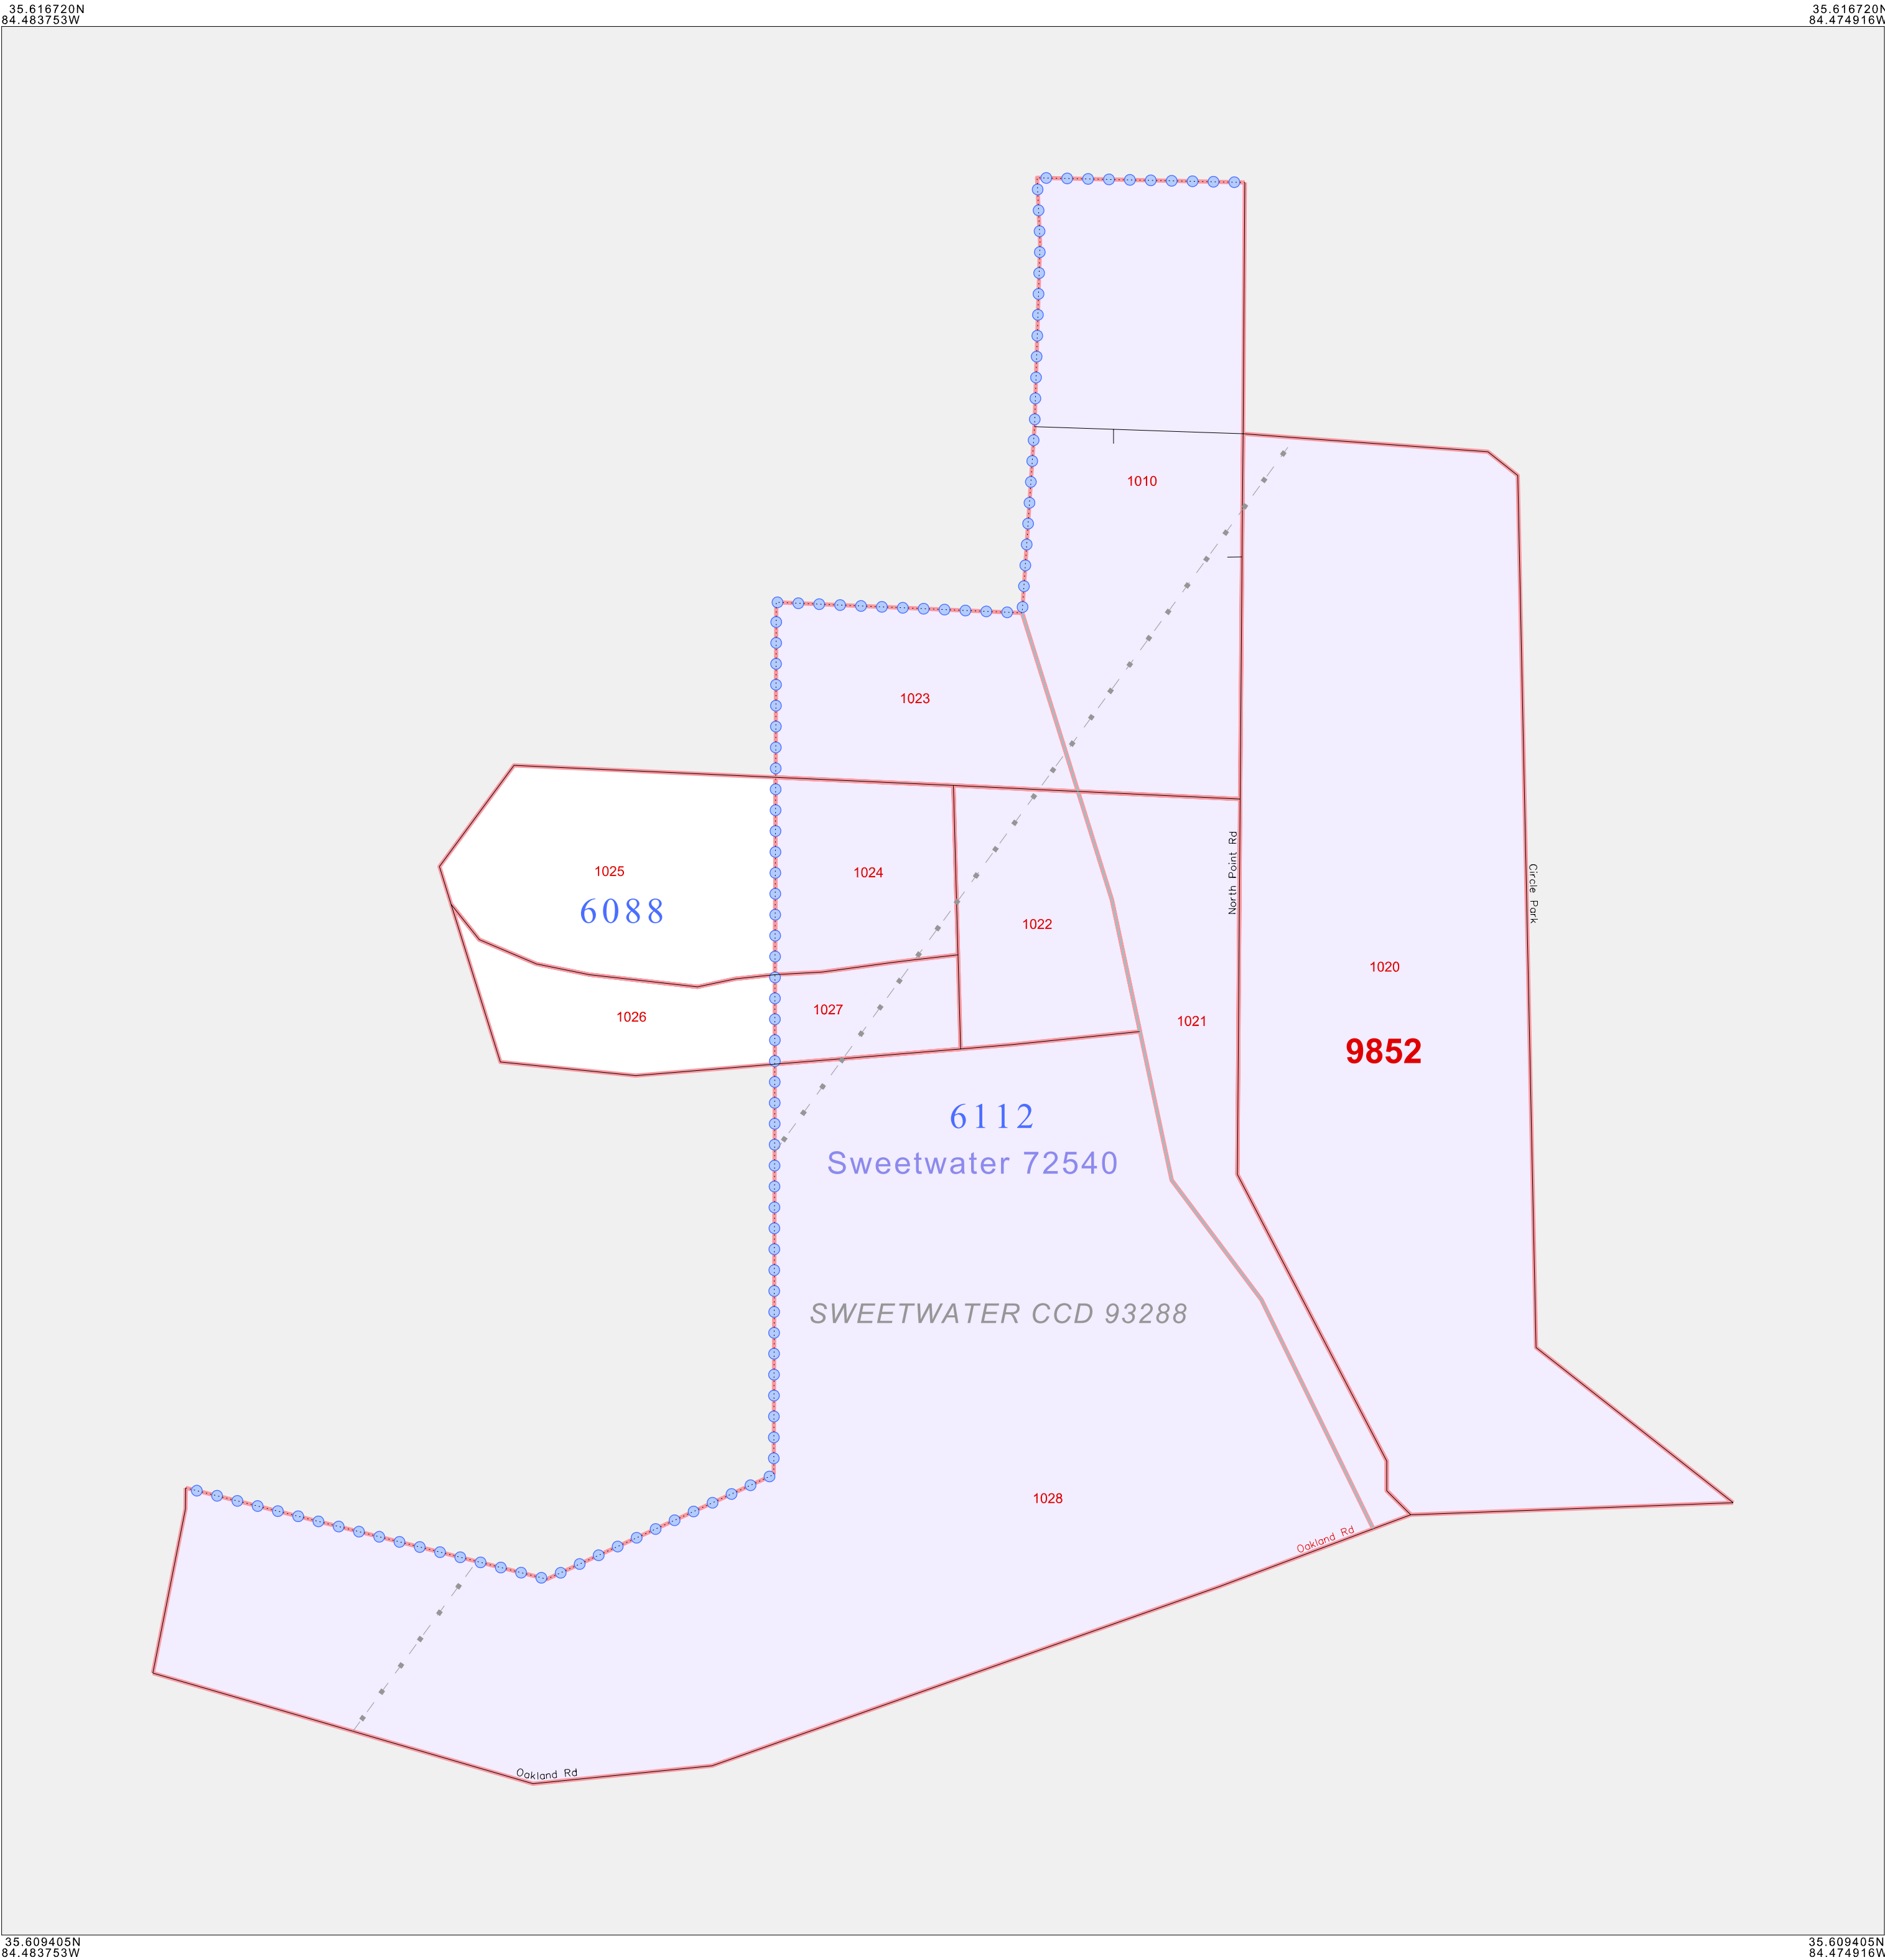 35.616720N
84.483753W
35.616720N
84.474916W
1010
1023
1025
6088
1024
1022
North Point Rd
Circle Park
1020
1026
1027
1021
9852
6112
Sweetwater 72540
SWEETWATER CCD 93288
1028
Oakland Rd
Oakland Rd
35.609405N
84.483753W
35.609405N
84.474916W